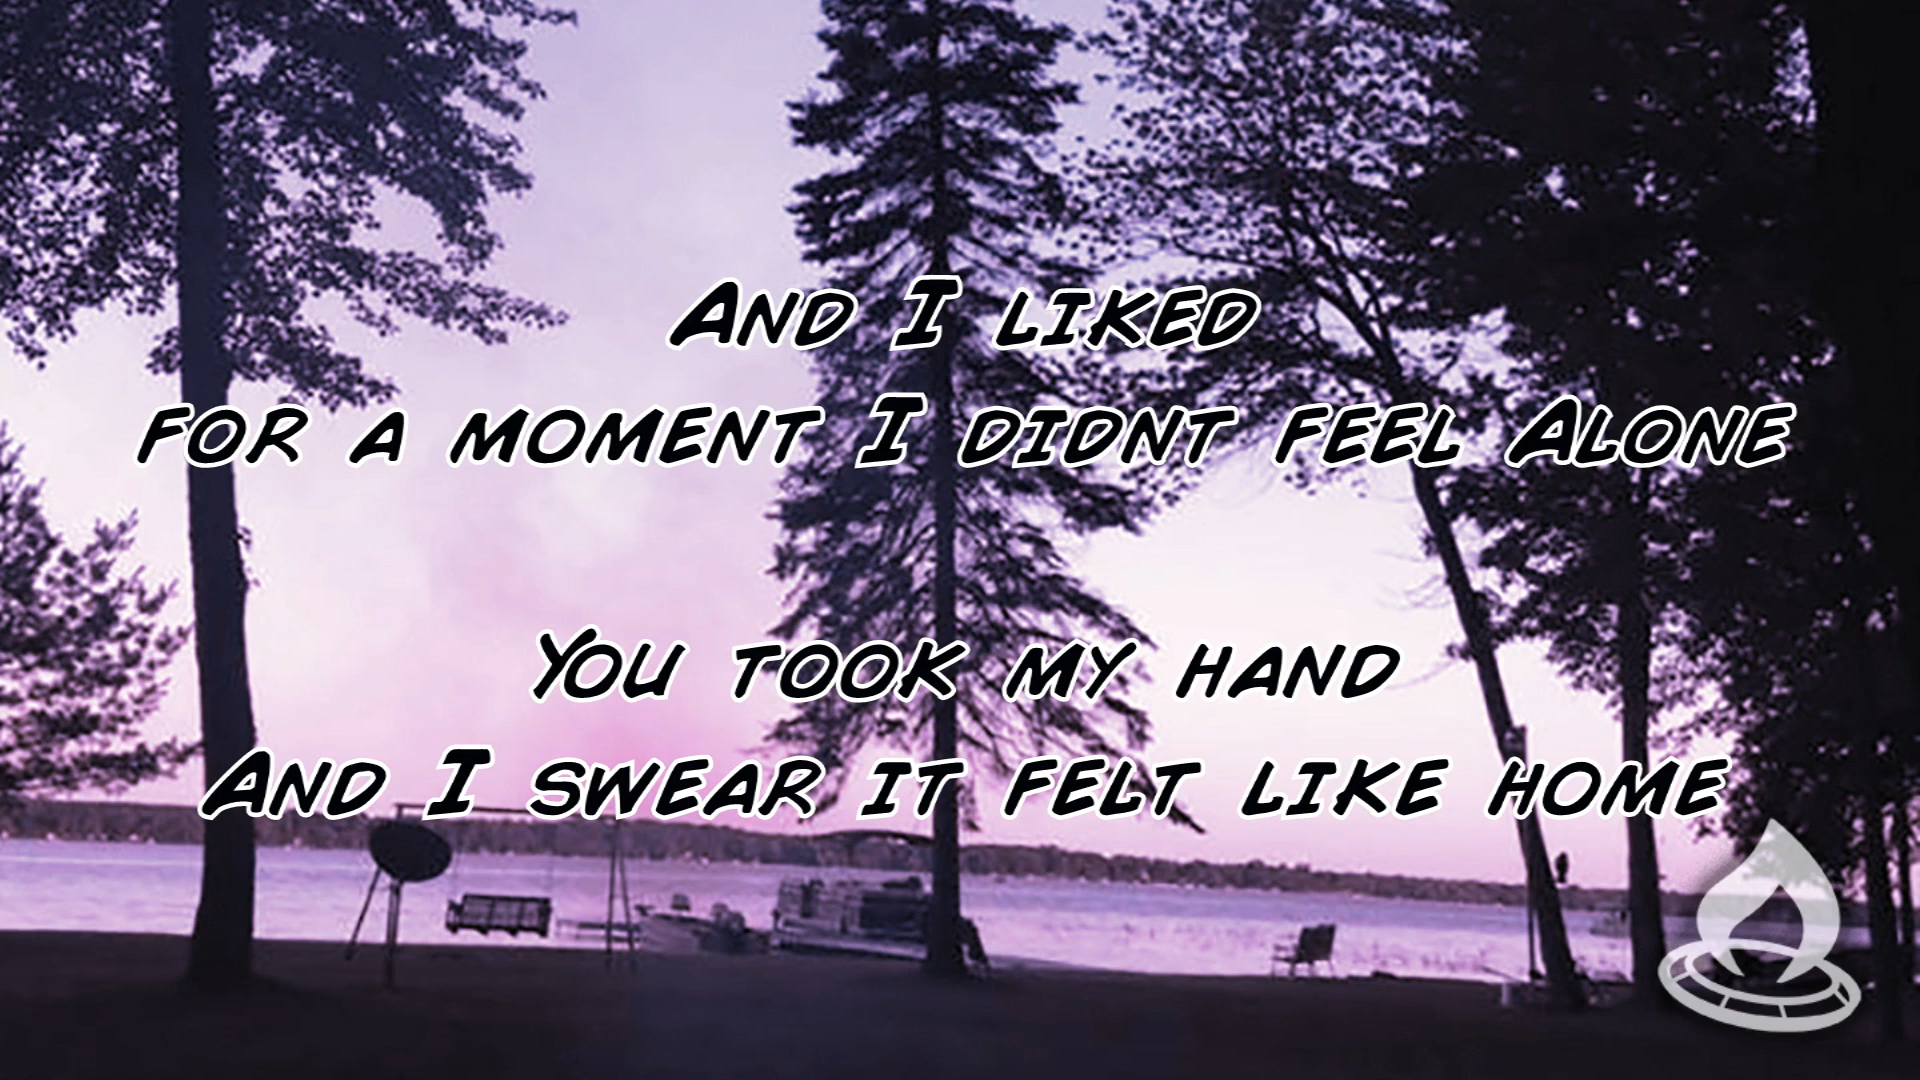 And I liked
for a moment I didnt feel Alone
You took my hand
And I swear it felt like home